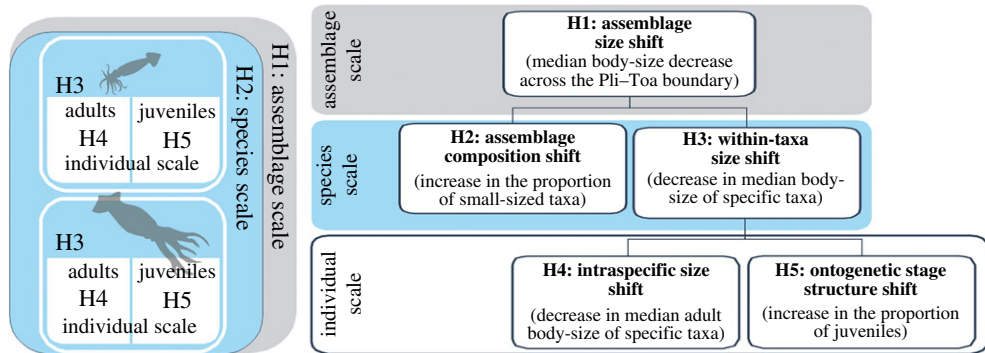 H3
adults
juveniles
H4
H5
individual scale
H3
adults
juveniles
H4
H5
individual scale
H2: species scale
H1: assemblage scale
assemblage
scale
H1: assemblage
size shift
(median body-size decrease
across the Pli–Toa boundary)
species
scale
H2: assemblage
composition shift
(increase in the proportion
of small-sized taxa)
H3: within-taxa
size shift
(decrease in median body-
size of specific taxa)
individual
scale
H4: intraspecific size
shift
(decrease in median adult
body-size of specific taxa)
H5: ontogenetic stage
structure shift
(increase in the proportion
of juveniles)